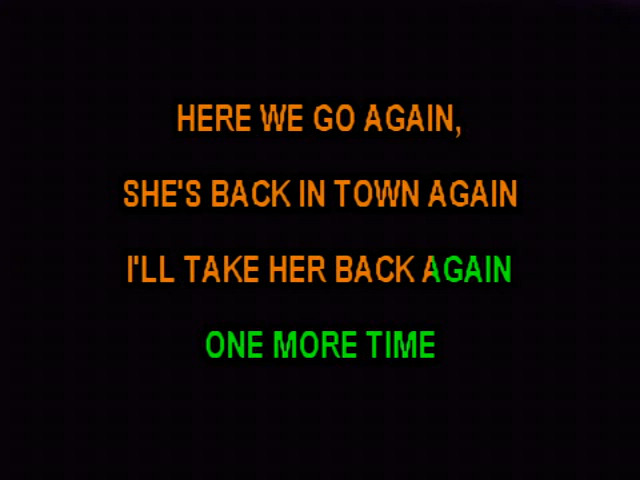 HERE WE GO AGAIN,
SHE'S BACK IN TOWN AGAIN
I'LL TAKE HER BACK AGAIN
ONE MORE TIME